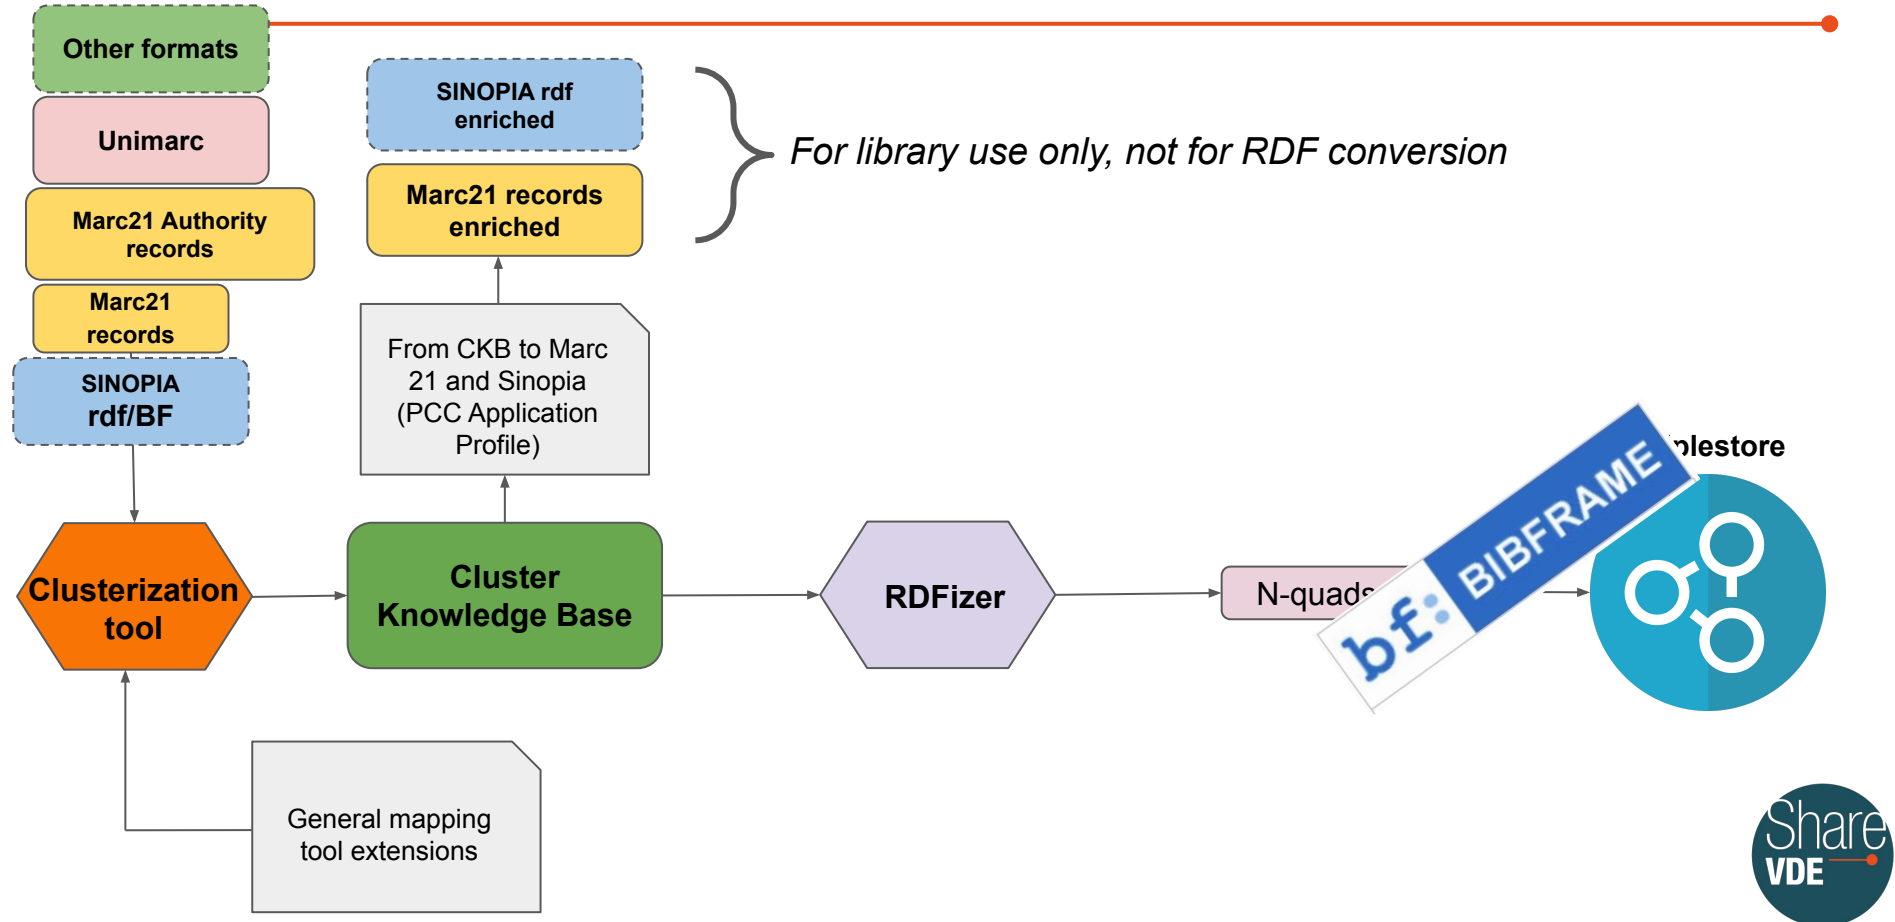 Other formats
Unimarc
Marc21 Authority
records
Marc21
records
SINOPIA
rdf/BF
SINOPIA rdf
enriched
Marc21 records
enriched
For library use only, not for RDF conversion
From CKB to Marc
21 and Sinopia
(PCC Application
Profile)
Clusterization
tool
Cluster
Knowledge Base
RDFizer
N-quads
bf: BIBFRAME
General mapping
tool extensions
Share
VDE